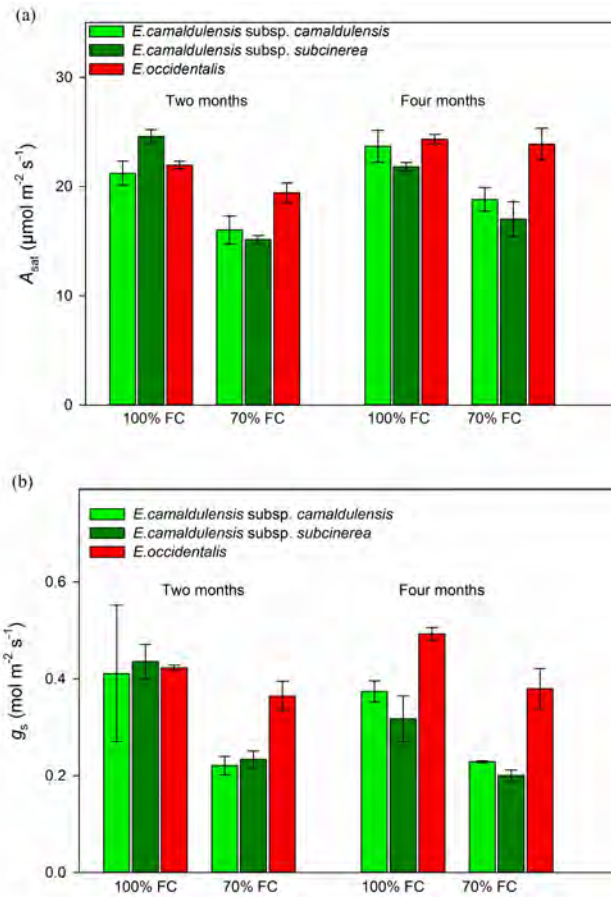 (a)
E.camaldulensis subsp. camaldulensis
E.camaldulensis subsp. subcinerea
E.occidentalis
Two months
Four months
30
20
10
0
A_sat (µmol m⁻² s⁻¹)
100% FC
70% FC
100% FC
70% FC
(b)
E.camaldulensis subsp. camaldulensis
E.camaldulensis subsp. subcinerea
E.occidentalis
Two months
Four months
0.6
0.4
0.2
0.0
g_s (mol m⁻² s⁻¹)
100% FC
70% FC
100% FC
70% FC